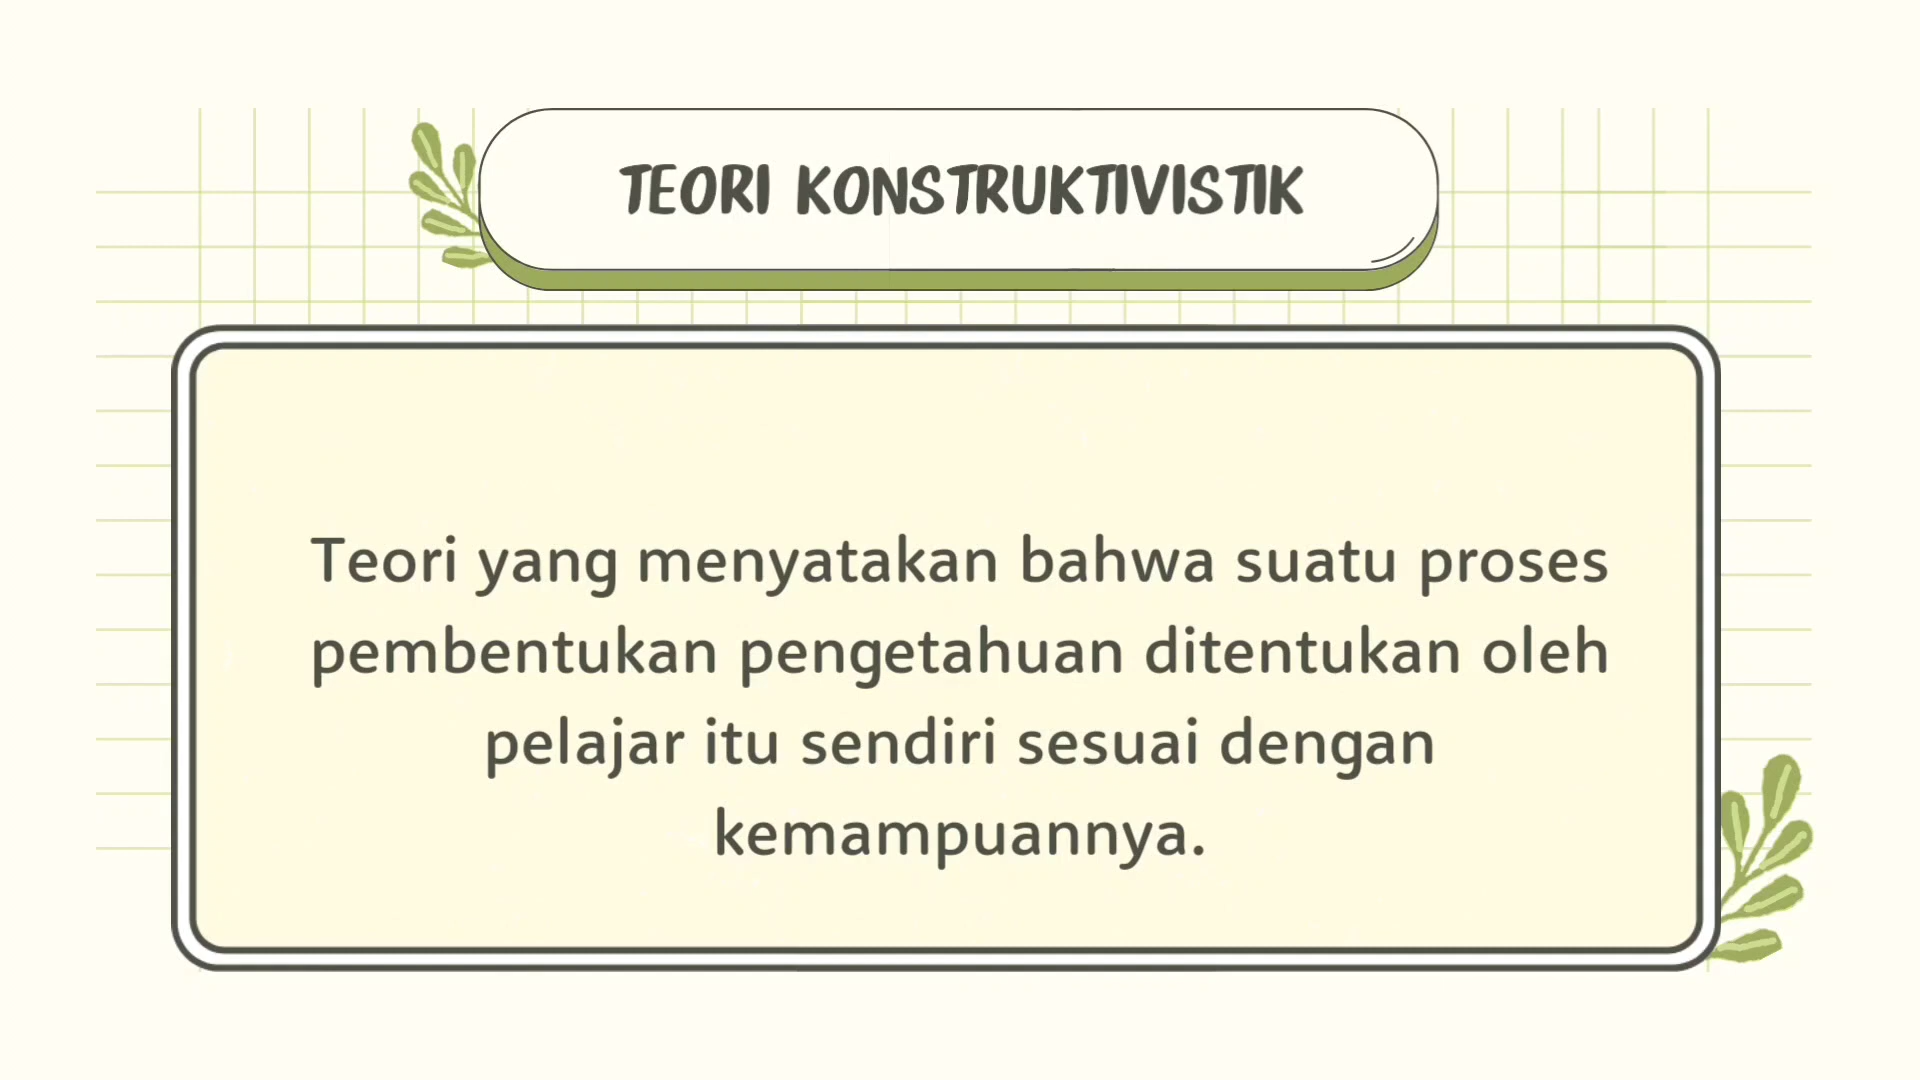 TEORI KONSTRUKTIVISTIK
Teori yang menyatakan bahwa suatu proses
pembentukan pengetahuan ditentukan oleh
pelajar itu sendiri sesuai dengan
kemampuannya.